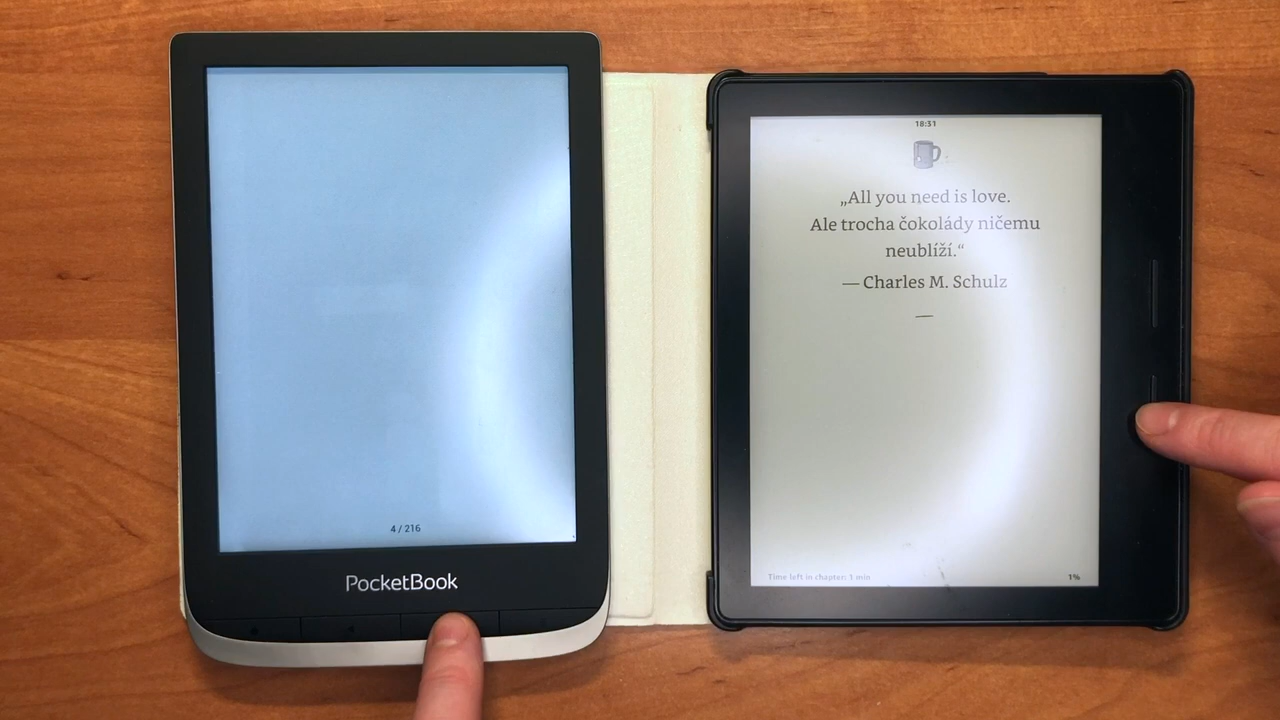 4 / 216
PocketBook
18:31
„All you need is love.
Ale trocha čokolády ničemu
neublíží.“
— Charles M. Schulz
—
Time left in chapter: 1 min
1%